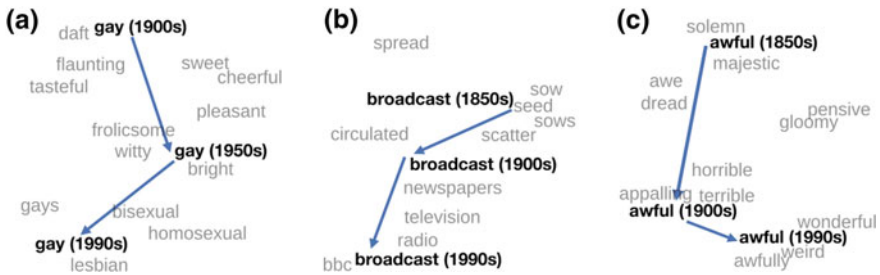 (a)
gay (1900s)
daft
flaunting
sweet
cheerful
tasteful
pleasant
frolicsome
witty
gay (1950s)
bright
gays
bisexual
homosexual
gay (1990s)
lesbian
(b)
spread
sow
broadcast (1850s)
seed
sows
circulated
scatter
broadcast (1900s)
newspapers
television
radio
bbc
broadcast (1990s)
(c)
solemn
awful (1850s)
majestic
awe
dread
pensive
gloomy
horrible
appalling
terrible
awful (1900s)
wonderful
awful (1990s)
weird
awfully